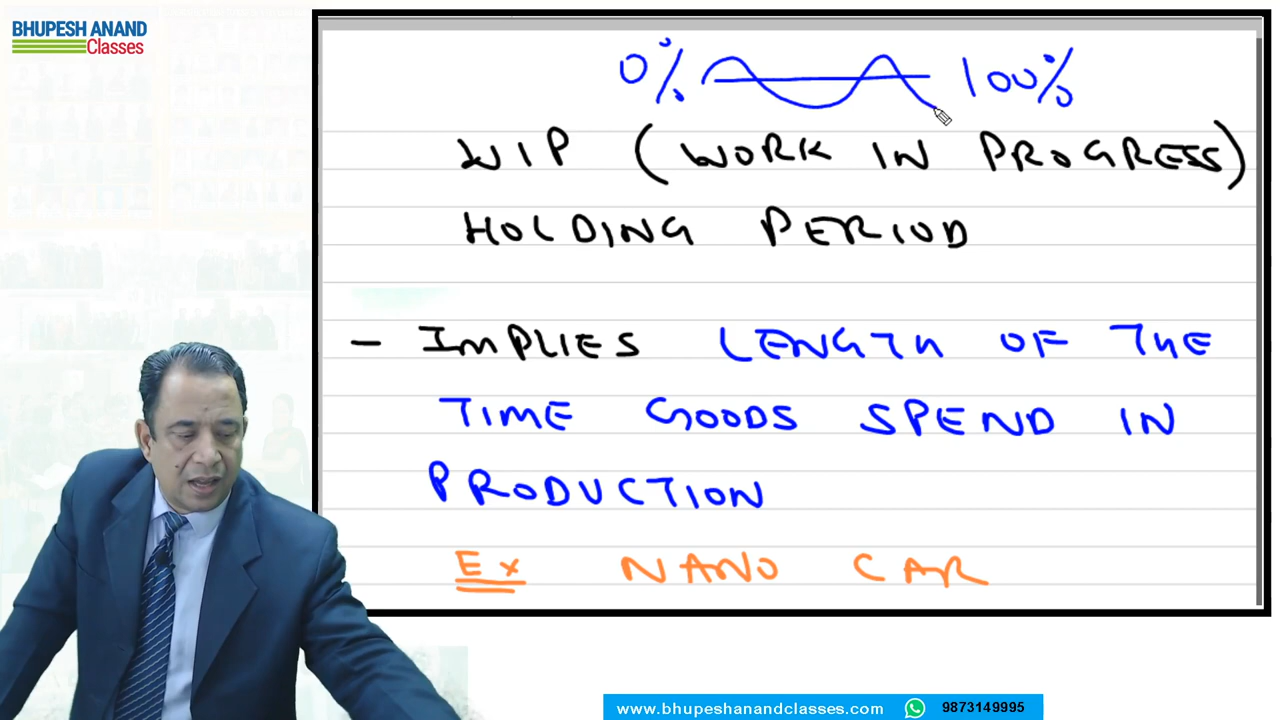 BHUPESH ANAND
Classes
0% 100%
WIP (WORK IN PROGRESS)
HOLDING PERIOD
- IMPLIES LENGTH OF THE
TIME GOODS SPEND IN
PRODUCTION
Ex NANO CAR
www.bhupeshanandclasses.com 9873149995